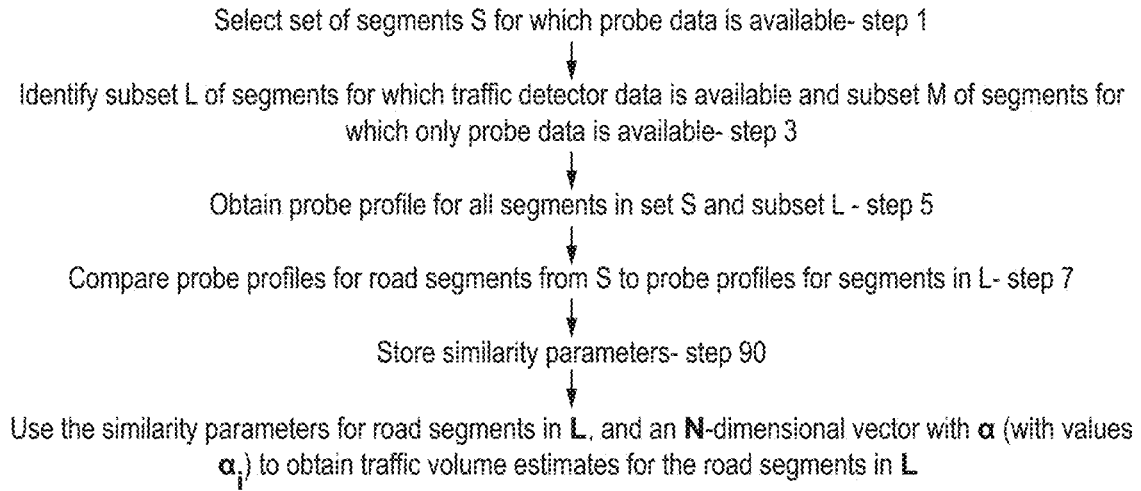 Select set of segments S for which probe data is available- step 1
Identify subset L of segments for which traffic detector data is available and subset M of segments for
which only probe data is available- step 3
Obtain probe profile for all segments in set S and subset L - step 5
Compare probe profiles for road segments from S to probe profiles for segments in L- step 7
Store similarity parameters- step 90
Use the similarity parameters for road segments in L, and an N-dimensional vector with α (with values
αi) to obtain traffic volume estimates for the road segments in L